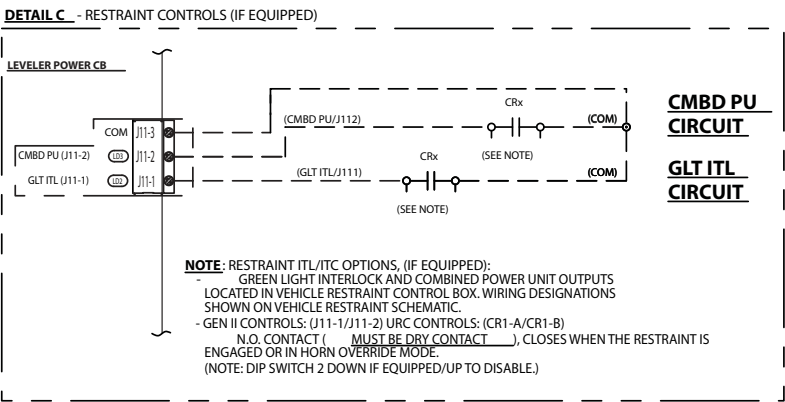 DETAIL C - RESTRAINT CONTROLS (IF EQUIPPED)
LEVELER POWER CB
CRx
CMBD PU
(CMBD PU/J112)
(COM)
COM J11-3
CIRCUIT
CMBD PU (J11-2) LD3 J11-2
CRx
(SEE NOTE)
GLT ITL
GLT ITL (J11-1) LD2 J11-1
(GLT ITL/J111)
(COM)
CIRCUIT
(SEE NOTE)
NOTE: RESTRAINT ITL/ITC OPTIONS, (IF EQUIPPED):
- GREEN LIGHT INTERLOCK AND COMBINED POWER UNIT OUTPUTS
LOCATED IN VEHICLE RESTRAINT CONTROL BOX. WIRING DESIGNATIONS
SHOWN ON VEHICLE RESTRAINT SCHEMATIC.
- GEN II CONTROLS: (J11-1/J11-2) URC CONTROLS: (CR1-A/CR1-B)
N.O. CONTACT ( MUST BE DRY CONTACT ), CLOSES WHEN THE RESTRAINT IS
ENGAGED OR IN HORN OVERRIDE MODE.
(NOTE: DIP SWITCH 2 DOWN IF EQUIPPED/UP TO DISABLE.)